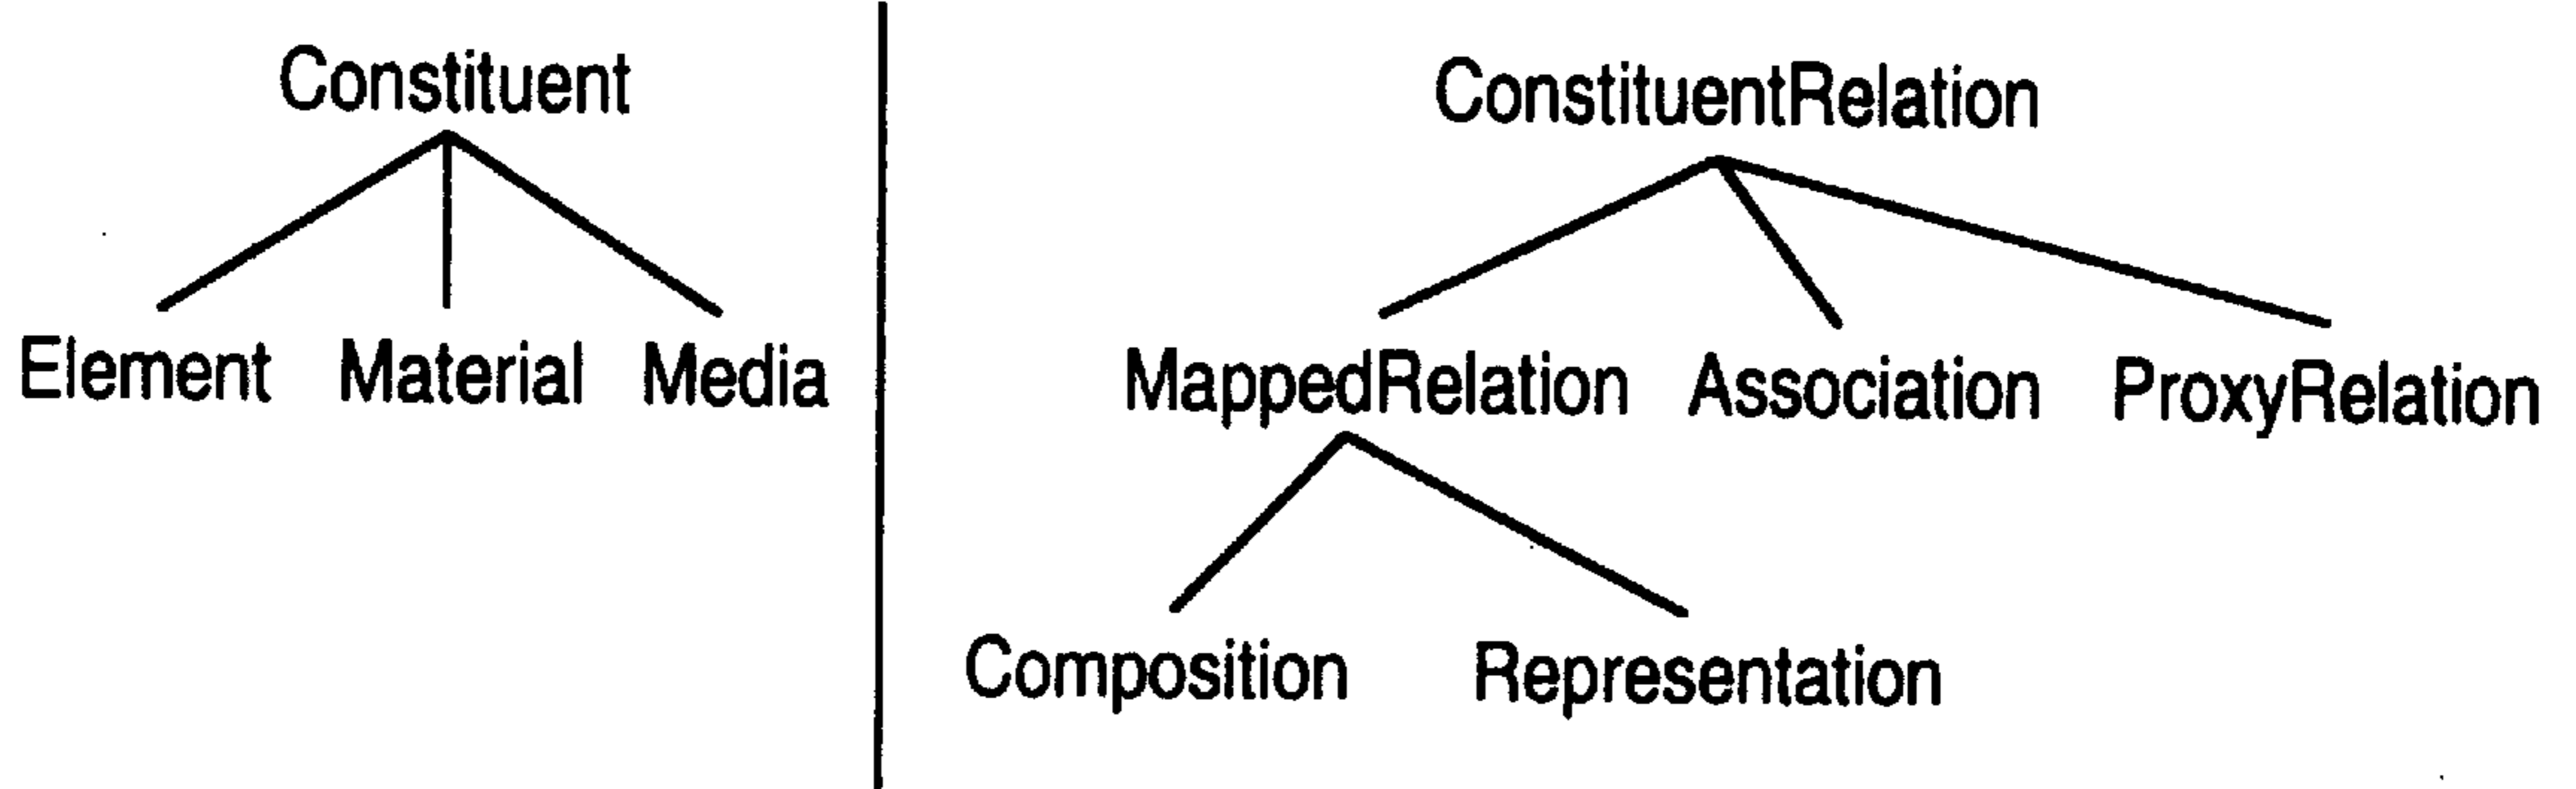 Constituent
Element Material Media
ConstituentRelation
MappedRelation Association ProxyRelation
Composition Representation